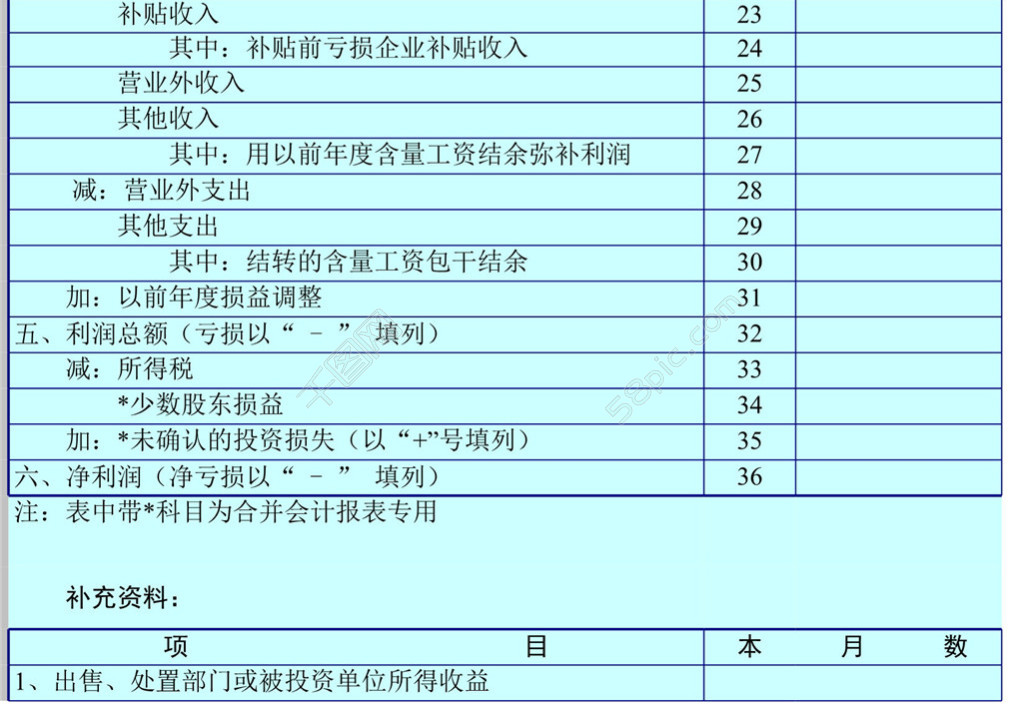 补贴收入 23
其中：补贴前亏损企业补贴收入 24
营业外收入 25
其他收入 26
其中：用以前年度含量工资结余弥补利润 27
减：营业外支出 28
其他支出 29
其中：结转的含量工资包干结余 30
加：以前年度损益调整 31
五、利润总额（亏损以“ － ” 填列） 32
减：所得税 33
*少数股东损益 34
加：*未确认的投资损失（以“+”号填列） 35
六、净利润（净亏损以“ － ” 填列） 36
注：表中带*科目为合并会计报表专用
补充资料：
项 目 本 月 数
1、出售、处置部门或被投资单位所得收益
千图网
58pic.com